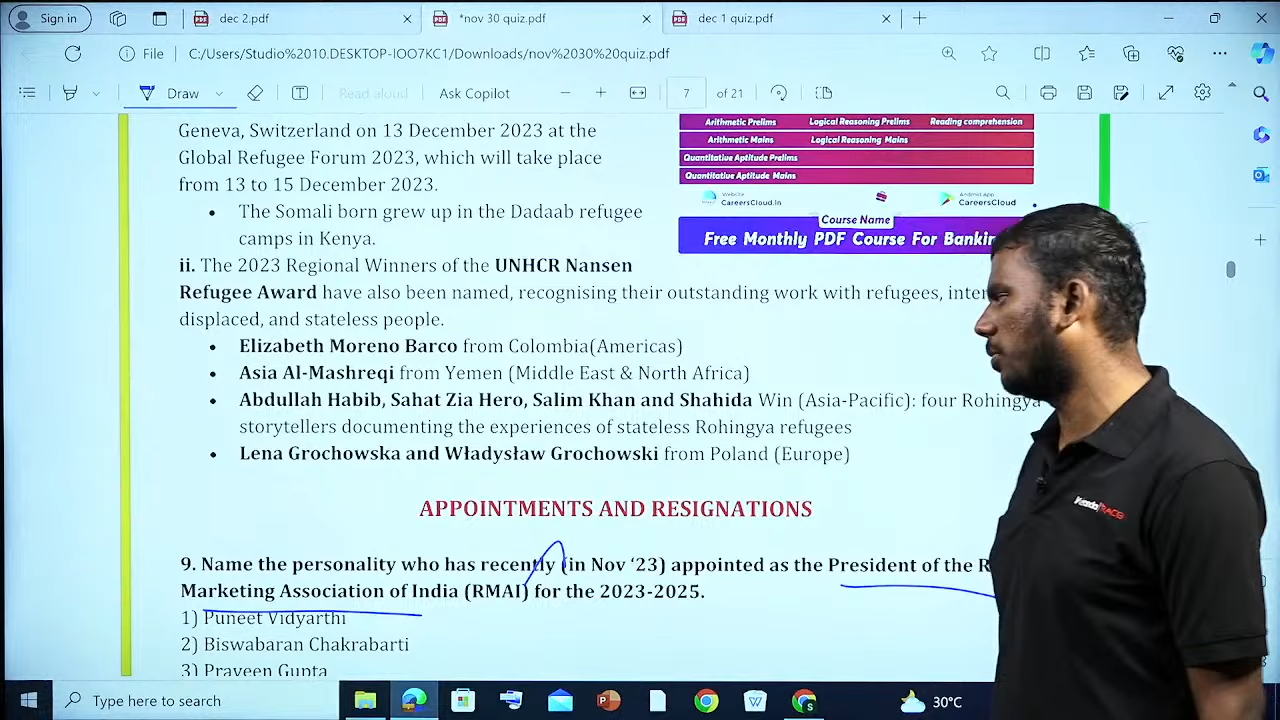 Sign in
dec 2.pdf
*nov 30 quiz.pdf
dec 1 quiz.pdf
File
C:/Users/Studio%2010.DESKTOP-IOO7KC1/Downloads/nov%2030%20quiz.pdf
Draw
Read aloud
Ask Copilot
7
of 21
Geneva, Switzerland on 13 December 2023 at the
Global Refugee Forum 2023, which will take place
from 13 to 15 December 2023.
• The Somali born grew up in the Dadaab refugee
camps in Kenya.
Arithmetic Prelims Logical Reasoning Prelims Reading comprehension
Arithmetic Mains Logical Reasoning Mains
Quantitative Aptitude Prelims
Quantitative Aptitude Mains
Website
CareersCloud.in
Android App
CareersCloud
Course Name
Free Monthly PDF Course For Bankin
ii. The 2023 Regional Winners of the UNHCR Nansen
Refugee Award have also been named, recognising their outstanding work with refugees, inter
displaced, and stateless people.
• Elizabeth Moreno Barco from Colombia(Americas)
• Asia Al-Mashreqi from Yemen (Middle East & North Africa)
• Abdullah Habib, Sahat Zia Hero, Salim Khan and Shahida Win (Asia-Pacific): four Rohingya
storytellers documenting the experiences of stateless Rohingya refugees
• Lena Grochowska and Władysław Grochowski from Poland (Europe)
APPOINTMENTS AND RESIGNATIONS
9. Name the personality who has recently (in Nov ‘23) appointed as the President of the R
Marketing Association of India (RMAI) for the 2023-2025.
1) Puneet Vidyarthi
2) Biswabaran Chakrabarti
3) Praveen Gupta
Type here to search
30°C